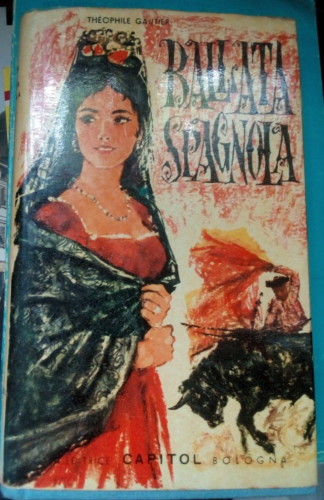 THÉOPHILE GAUTIER
BALLATA
SPAGNOLA
EDITRICE CAPITOL BOLOGNA